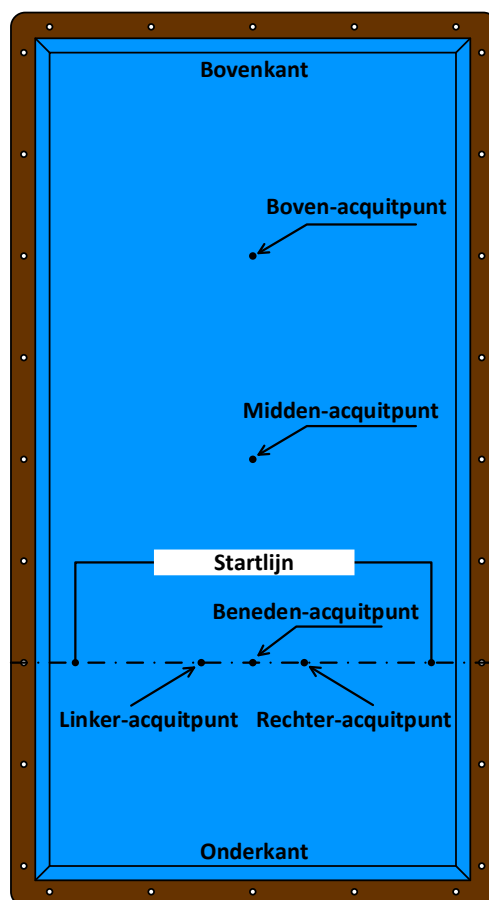 Bovenkant
Boven-acquitpunt
Midden-acquitpunt
Startlijn
Beneden-acquitpunt
Linker-acquitpunt
Rechter-acquitpunt
Onderkant